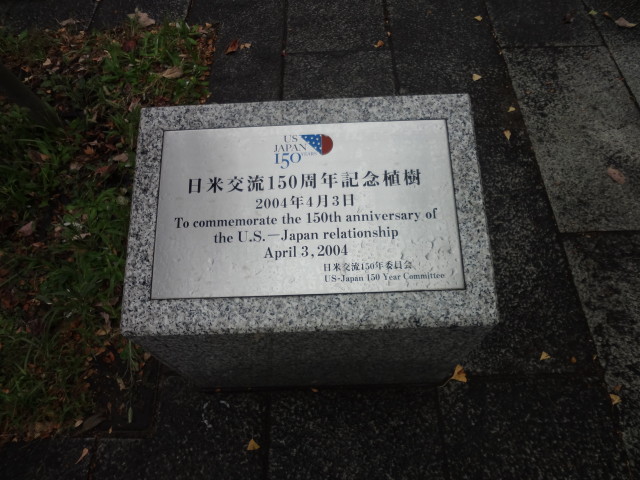 US
JAPAN
150 YEARS
日米交流150周年記念植樹
2004年4月3日
To commemorate the 150th anniversary of
the U.S.—Japan relationship
April 3, 2004
日米交流150年委員会
US-Japan 150 Year Committee